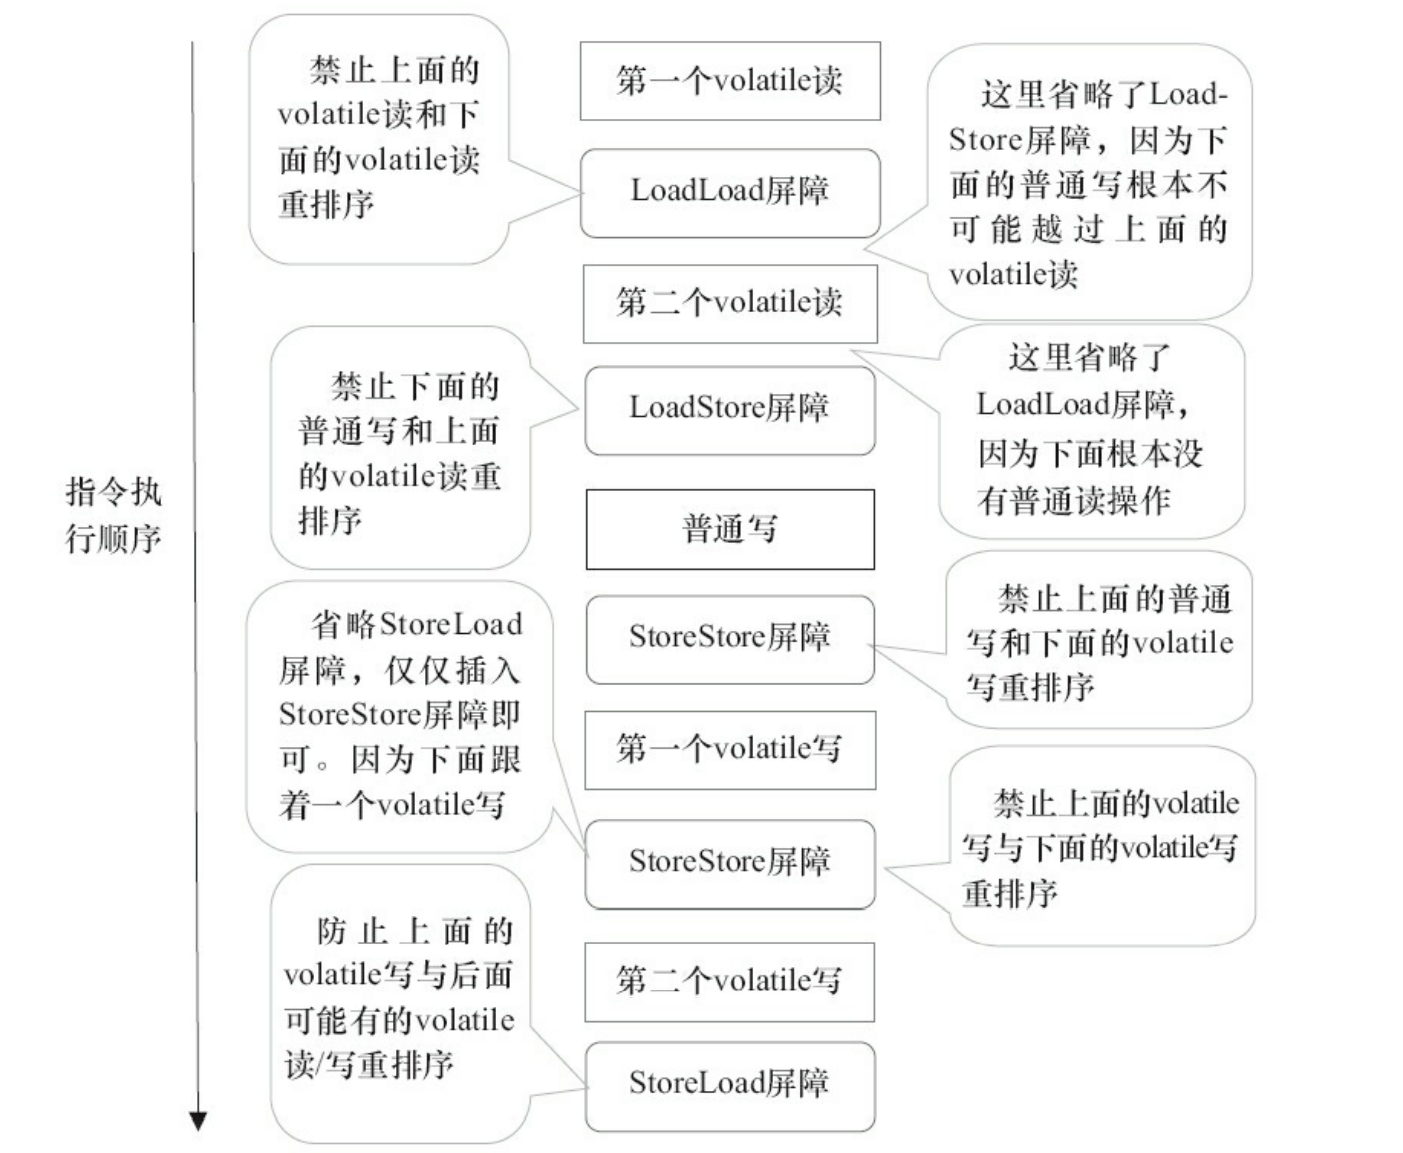 禁止上面的
volatile读和下
面的volatile读
重排序
第一个volatile读
LoadLoad屏障
这里省略了Load-
Store屏障，因为下
面的普通写根本不
可能越过上面的
volatile读
第二个volatile读
禁止下面的
普通写和上面
的volatile读重
排序
LoadStore屏障
这里省略了
LoadLoad屏障，
因为下面根本没
有普通读操作
指令执
行顺序
普通写
省略StoreLoad
屏障，仅仅插入
StoreStore屏障即
可。因为下面跟
着一个volatile写
StoreStore屏障
禁止上面的普通
写和下面的volatile
写重排序
第一个volatile写
StoreStore屏障
禁止上面的volatile
写与下面的volatile写
重排序
防止上面的
volatile写与后面
可能有的volatile
读/写重排序
第二个volatile写
StoreLoad屏障